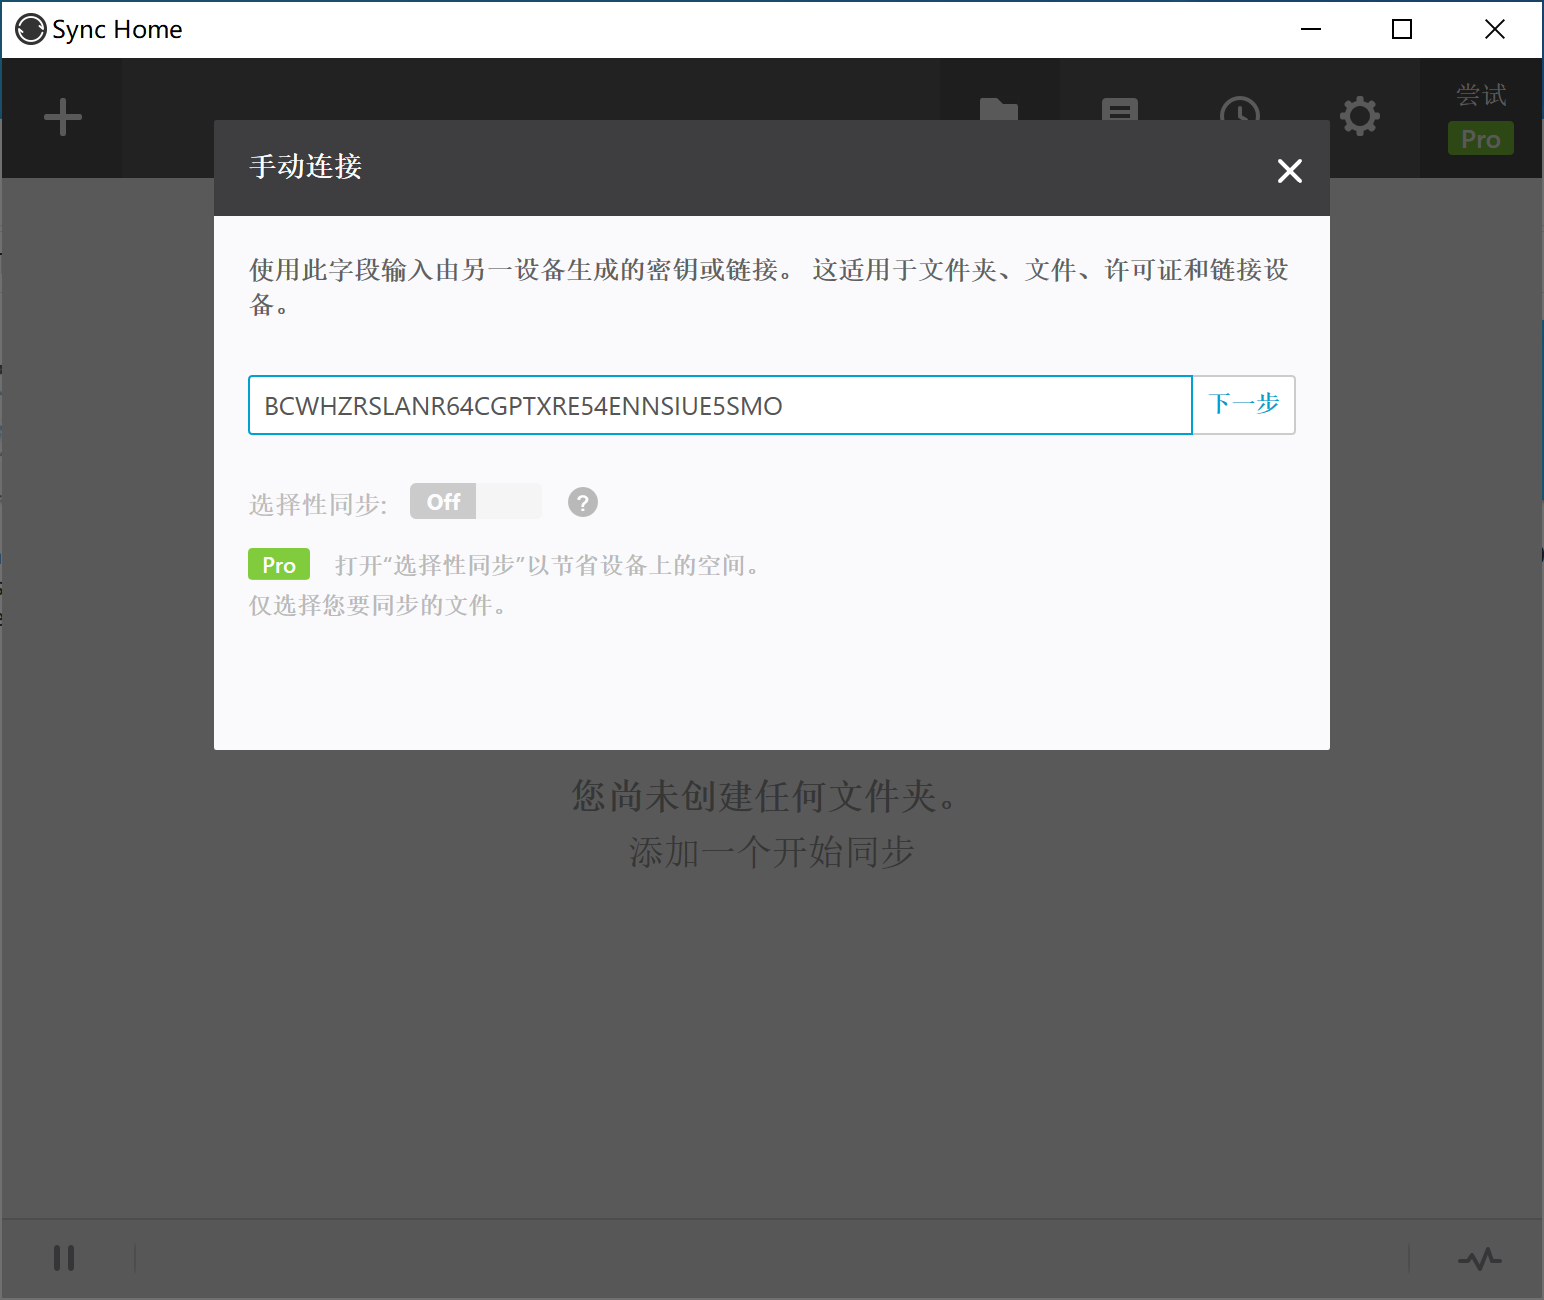 Sync Home
尝试
Pro
手动连接
使用此字段输入由另一设备生成的密钥或链接。 这适用于文件夹、文件、许可证和链接设
备。
BCWHZRSLANR64CGPTXRE54ENNSIUE5SMO
下一步
选择性同步:
Off
?
Pro 打开“选择性同步”以节省设备上的空间。
仅选择您要同步的文件。
您尚未创建任何文件夹。
添加一个开始同步